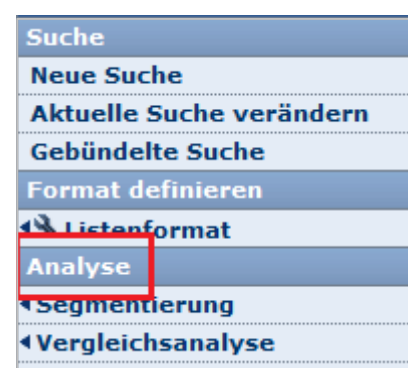 Suche
Neue Suche
Aktuelle Suche verändern
Gebündelte Suche
Format definieren
Listenformat
Analyse
Segmentierung
Vergleichsanalyse